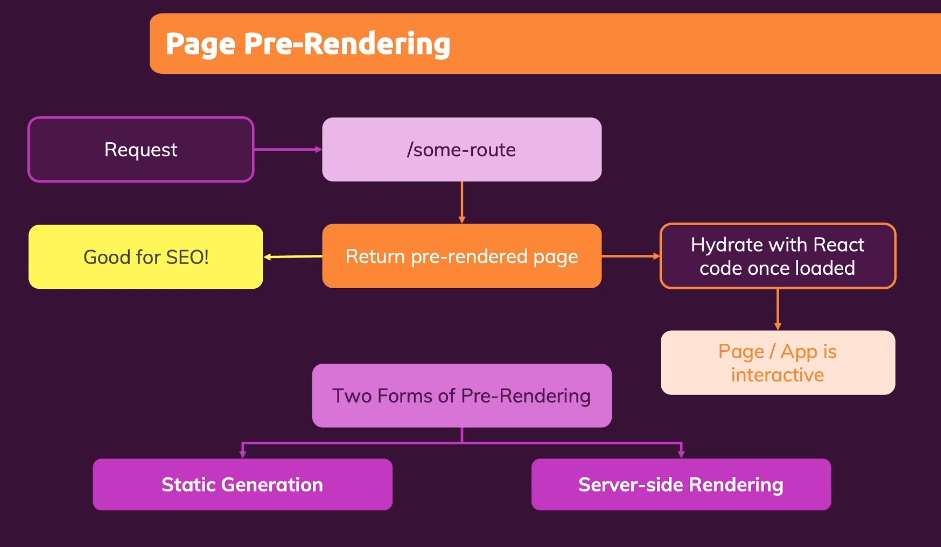 Page Pre-Rendering
Request
/some-route
Good for SEO!
Return pre-rendered page
Hydrate with React
code once loaded
Page / App is
interactive
Two Forms of Pre-Rendering
Static Generation
Server-side Rendering